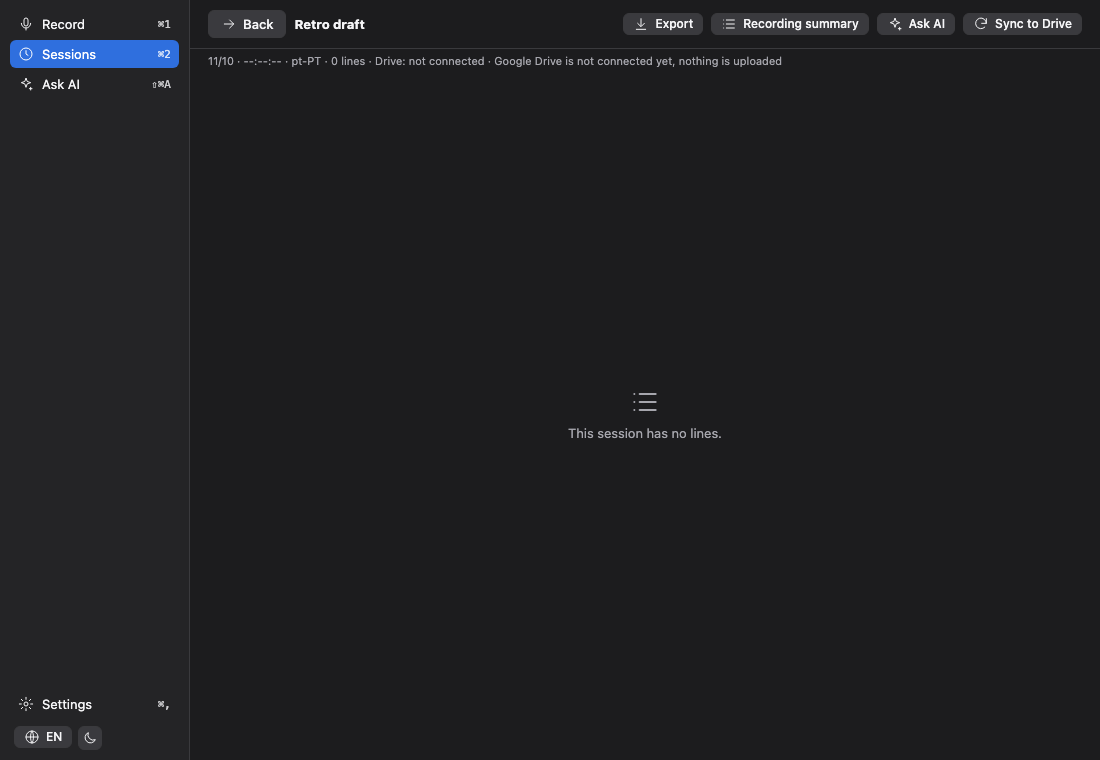 Record ⌘1
Sessions ⌘2
Ask AI ⇧⌘A
Back
Retro draft
Export
Recording summary
Ask AI
Sync to Drive
11/10 · --:--:-- · pt-PT · 0 lines · Drive: not connected · Google Drive is not connected yet, nothing is uploaded
This session has no lines.
Settings ⌘,
EN